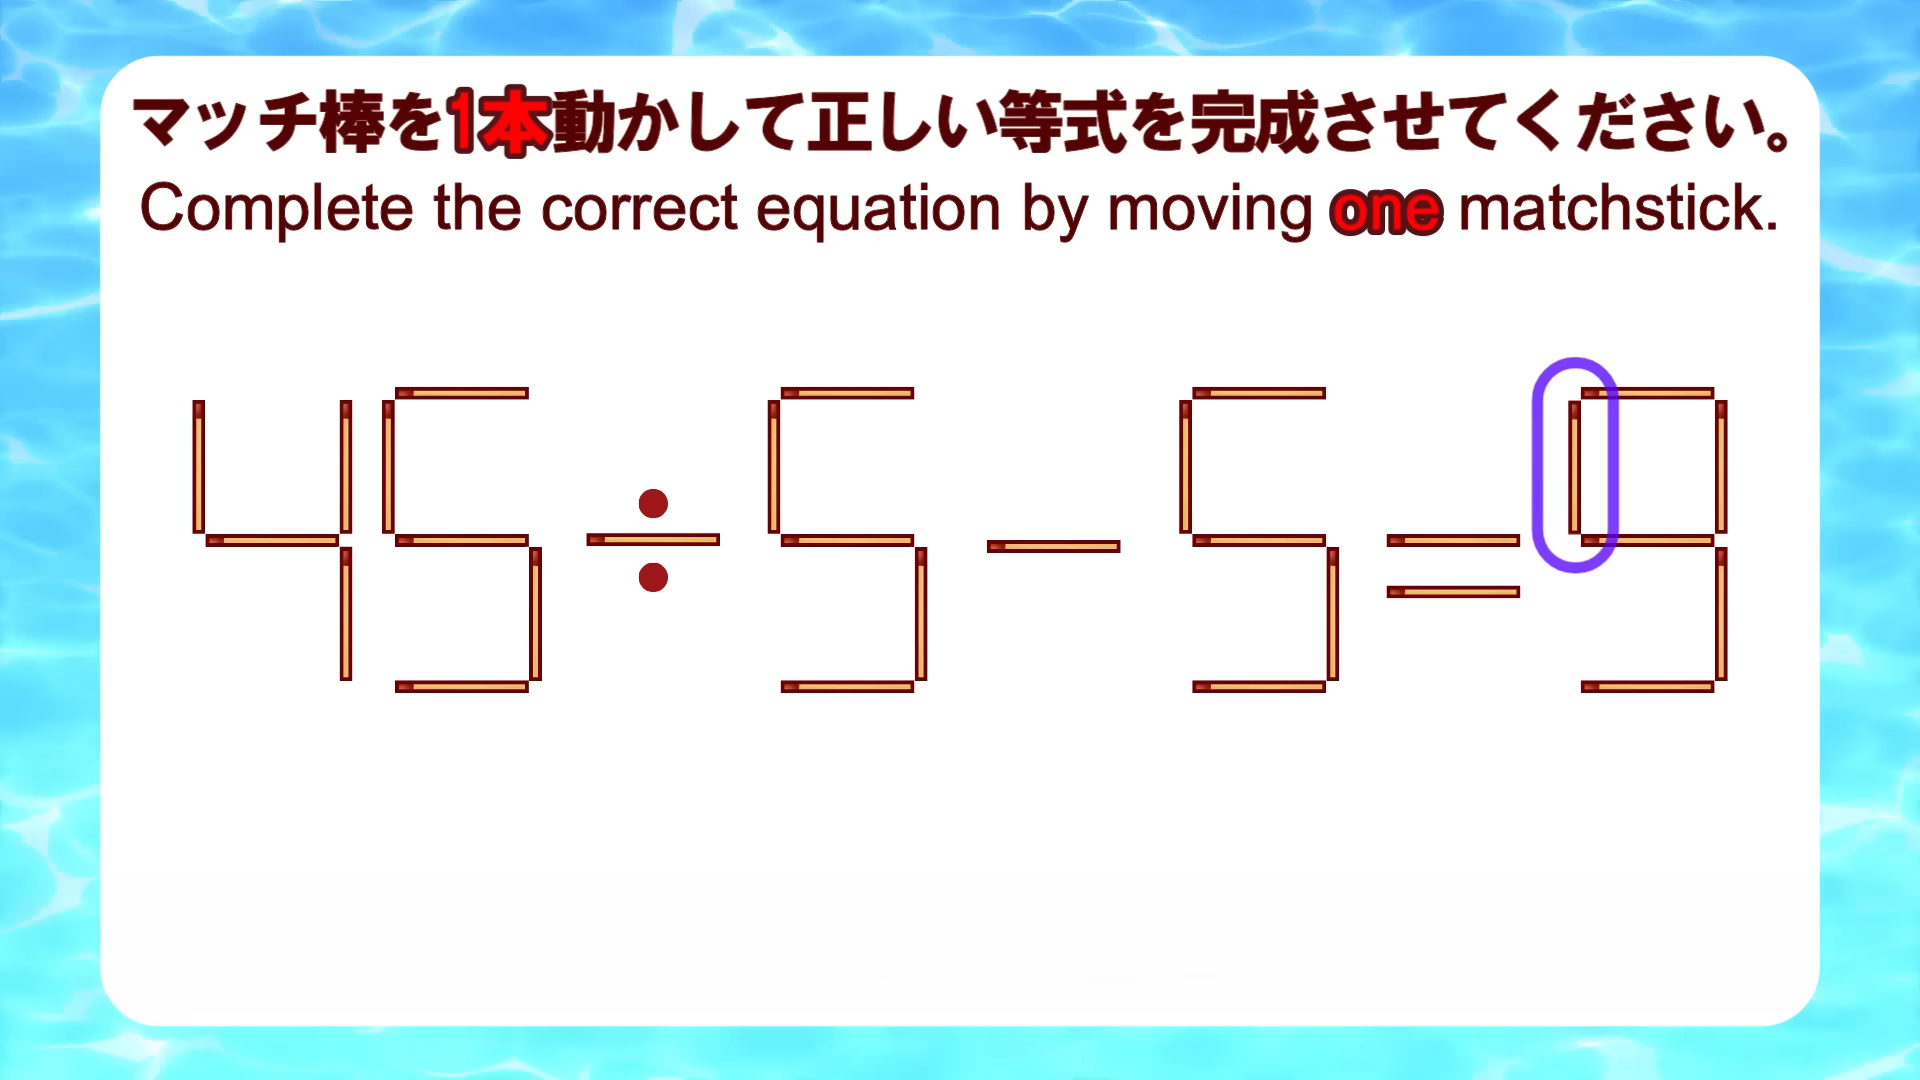 マッチ棒を1本動かして正しい等式を完成させてください。
Complete the correct equation by moving one matchstick.
45÷5-5=9